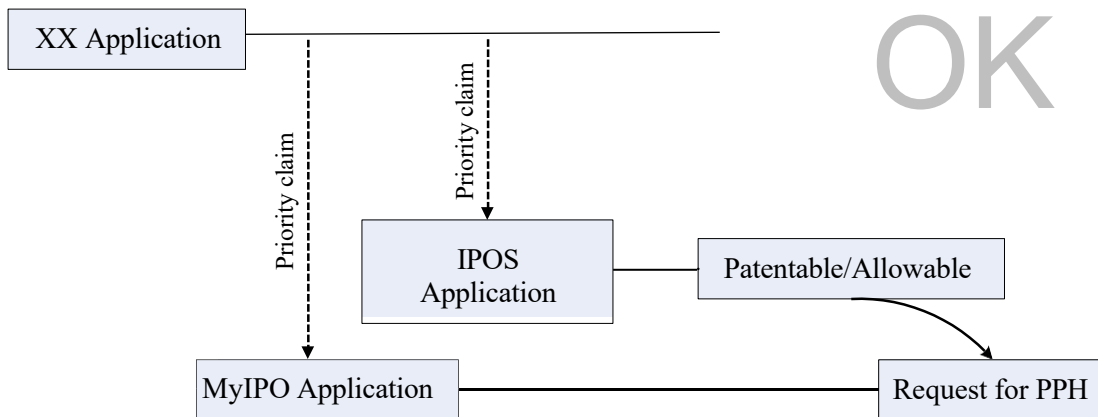 XX Application
OK
Priority claim
Priority claim
IPOS
Application
Patentable/Allowable
MyIPO Application
Request for PPH